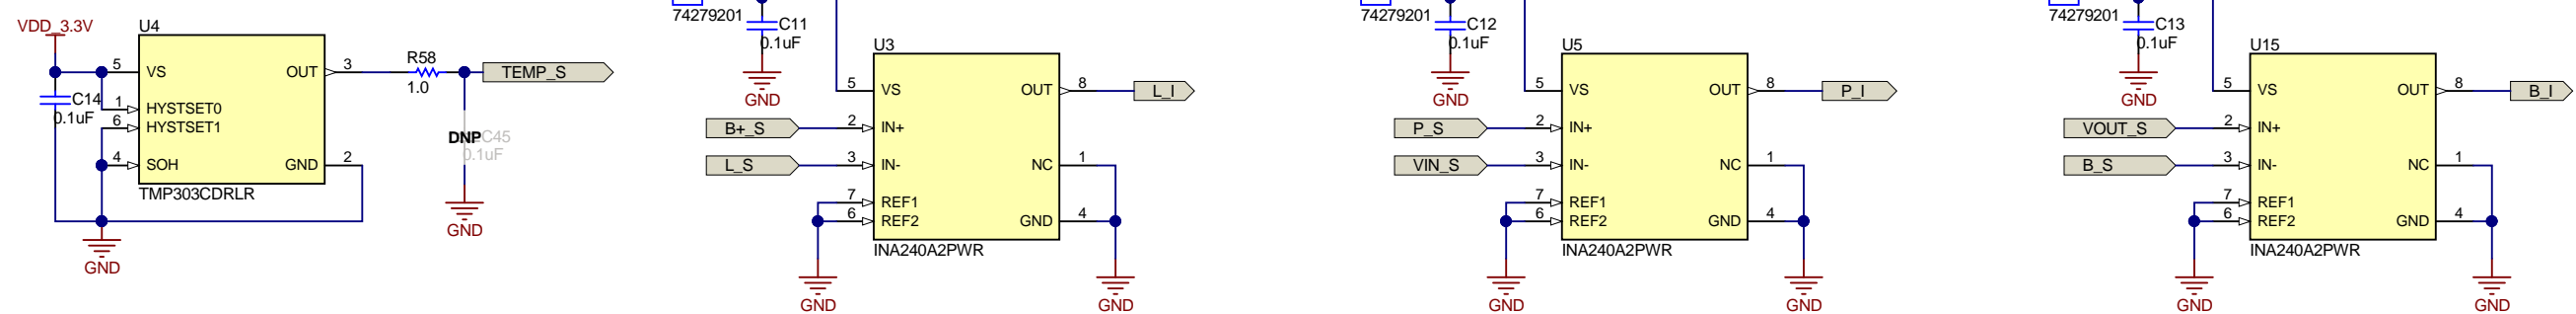 VDD_3.3V
U4
5 VS
OUT 3
R58
1.0
TEMP_S
C14
0.1uF
1 HYSTSET0
6 HYSTSET1
4 SOH
GND 2
TMP303CDRLR
DNP C45
0.1uF
GND
GND
74279201
C11
0.1uF
GND
U3
5 VS
OUT 8
L_I
B+_S
2 IN+
L_S
3 IN-
NC 1
7 REF1
6 REF2
GND 4
INA240A2PWR
GND
GND
74279201
C12
0.1uF
GND
U5
5 VS
OUT 8
P_I
P_S
2 IN+
VIN_S
3 IN-
NC 1
7 REF1
6 REF2
GND 4
INA240A2PWR
GND
GND
74279201
C13
0.1uF
GND
U15
5 VS
OUT 8
B_I
VOUT_S
2 IN+
B_S
3 IN-
NC 1
7 REF1
6 REF2
GND 4
INA240A2PWR
GND
GND